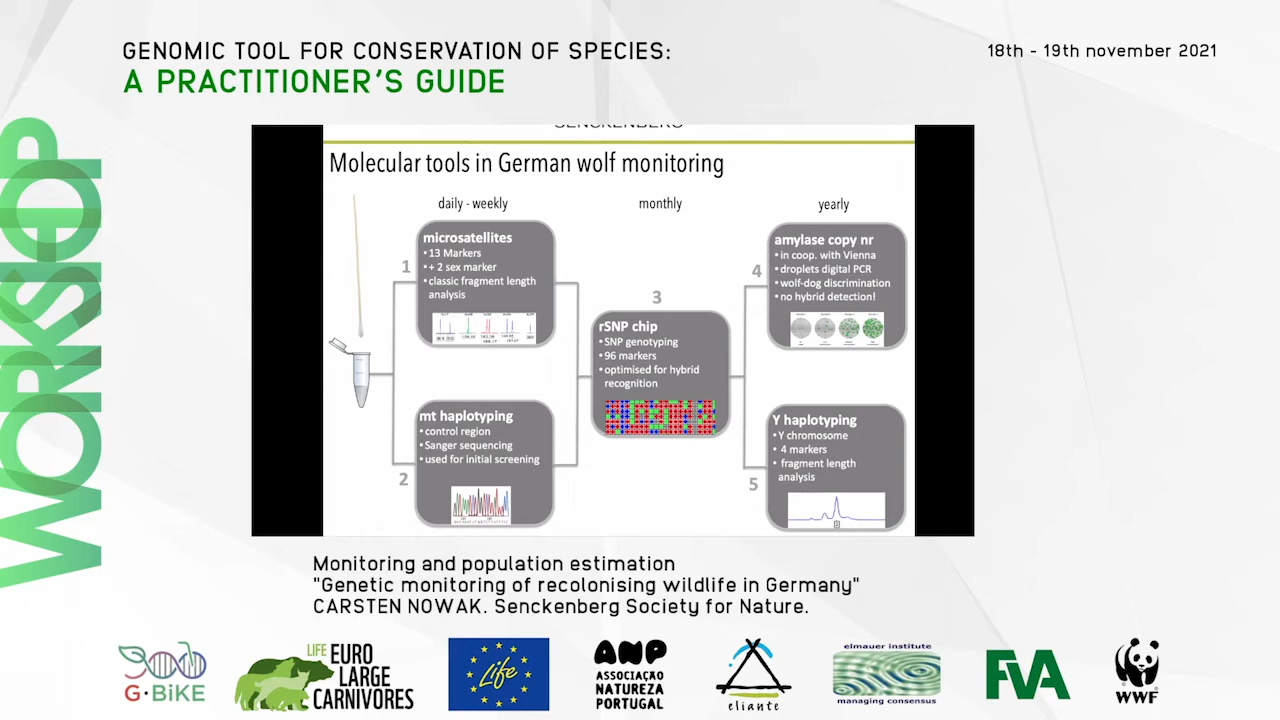 GENOMIC TOOL FOR CONSERVATION OF SPECIES:
A PRACTITIONER'S GUIDE
18th - 19th november 2021
WORKSHOP
SENCKENBERG
Molecular tools in German wolf monitoring
daily - weekly
monthly
yearly
1
microsatellites
•13 Markers
•+ 2 sex marker
•classic fragment length
analysis
2
mt haplotyping
• control region
• Sanger sequencing
• used for initial screening
3
rSNP chip
•SNP genotyping
•96 markers
•optimised for hybrid
recognition
4
amylase copy nr
•in coop. with Vienna
•droplets digital PCR
•wolf-dog discrimination
•no hybrid detection!
5
Y haplotyping
• Y chromosome
• 4 markers
• fragment length
analysis
Monitoring and population estimation
"Genetic monitoring of recolonising wildlife in Germany"
CARSTEN NOWAK. Senckenberg Society for Nature.
G·BiKE
LIFE EURO
LARGE
CARNIVORES
Life
ANP
ASSOCIAÇÃO
NATUREZA
PORTUGAL
eliante
elmauer institute
managing consensus
FVA
WWF